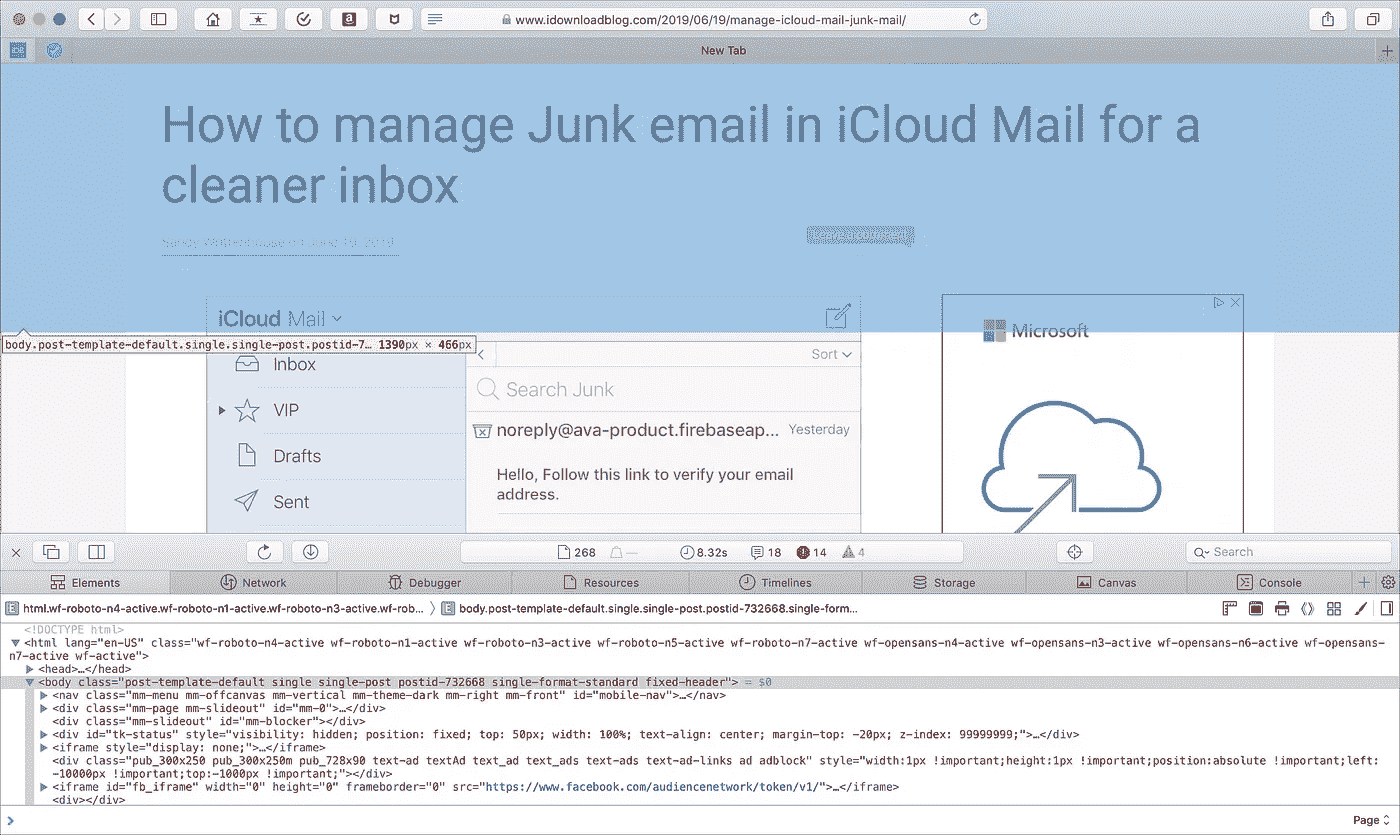 www.idownloadblog.com/2019/06/19/manage-icloud-mail-junk-mail/
iDB
New Tab
How to manage Junk email in iCloud Mail for a
cleaner inbox
iCloud Mail
Microsoft
body.post-template-default.single.single-post.postid-7… 1390px × 466px
Sort
Inbox
Search Junk
VIP
noreply@ava-product.firebaseap... Yesterday
Drafts
Hello, Follow this link to verify your email
address.
Sent
268 — 8.32s 18 14 4 Search
Elements Network Debugger Resources Timelines Storage Canvas Console
html.wf-roboto-n4-active.wf-roboto-n1-active.wf-roboto-n3-active.wf-rob… body.post-template-default.single.single-post.postid-732668.single-form…
<!DOCTYPE html>
<html lang="en-US" class="wf-roboto-n4-active wf-roboto-n1-active wf-roboto-n3-active wf-roboto-n5-active wf-roboto-n7-active wf-opensans-n4-active wf-opensans-n3-active wf-opensans-n6-active wf-opensans-
n7-active wf-active">
<head>…</head>
<body class="post-template-default single single-post postid-732668 single-format-standard fixed-header"> = $0
<nav class="mm-menu mm-offcanvas mm-vertical mm-theme-dark mm-right mm-front" id="mobile-nav">…</nav>
<div class="mm-page mm-slideout" id="mm-0">…</div>
<div class="mm-slideout" id="mm-blocker"></div>
<div id="tk-status" style="visibility: hidden; position: fixed; top: 50px; width: 100%; text-align: center; margin-top: -20px; z-index: 99999999;">…</div>
<iframe style="display: none;">…</iframe>
<div class="pub_300x250 pub_300x250m pub_728x90 text-ad textAd text_ad text_ads text-ads text-ad-links ad adblock" style="width:1px !important;height:1px !important;position:absolute !important;left:
-10000px !important;top:-1000px !important;"></div>
<iframe id="fb_iframe" width="0" height="0" frameborder="0" src="https://www.facebook.com/audiencenetwork/token/v1/">…</iframe>
<div></div>
Page